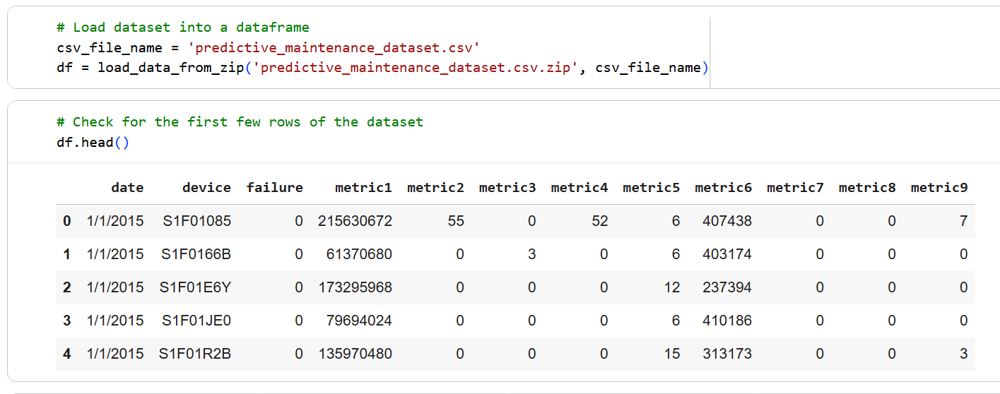 # Load dataset into a dataframe
csv_file_name = 'predictive_maintenance_dataset.csv'
df = load_data_from_zip('predictive_maintenance_dataset.csv.zip', csv_file_name)
# Check for the first few rows of the dataset
df.head()
date device failure metric1 metric2 metric3 metric4 metric5 metric6 metric7 metric8 metric9
0 1/1/2015 S1F01085 0 215630672 55 0 52 6 407438 0 0 7
1 1/1/2015 S1F0166B 0 61370680 0 3 0 6 403174 0 0 0
2 1/1/2015 S1F01E6Y 0 173295968 0 0 0 12 237394 0 0 0
3 1/1/2015 S1F01JE0 0 79694024 0 0 0 6 410186 0 0 0
4 1/1/2015 S1F01R2B 0 135970480 0 0 0 15 313173 0 0 3